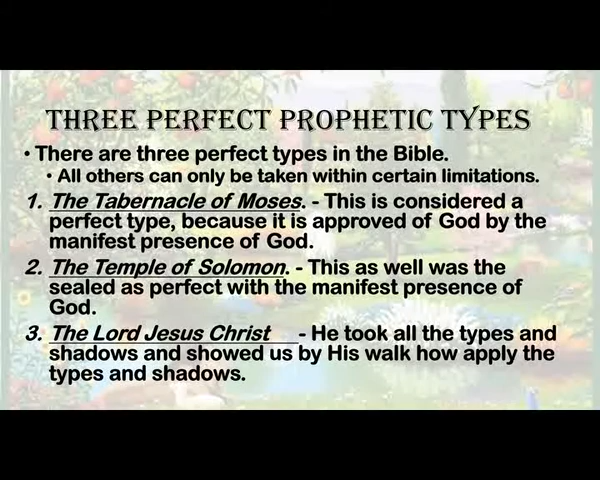 THREE PERFECT PROPHETIC TYPES
• There are three perfect types in the Bible.
• All others can only be taken within certain limitations.
1. The Tabernacle of Moses. - This is considered a
perfect type, because it is approved of God by the
manifest presence of God.
2. The Temple of Solomon. - This as well was the
sealed as perfect with the manifest presence of
God.
3. The Lord Jesus Christ - He took all the types and
shadows and showed us by His walk how apply the
types and shadows.